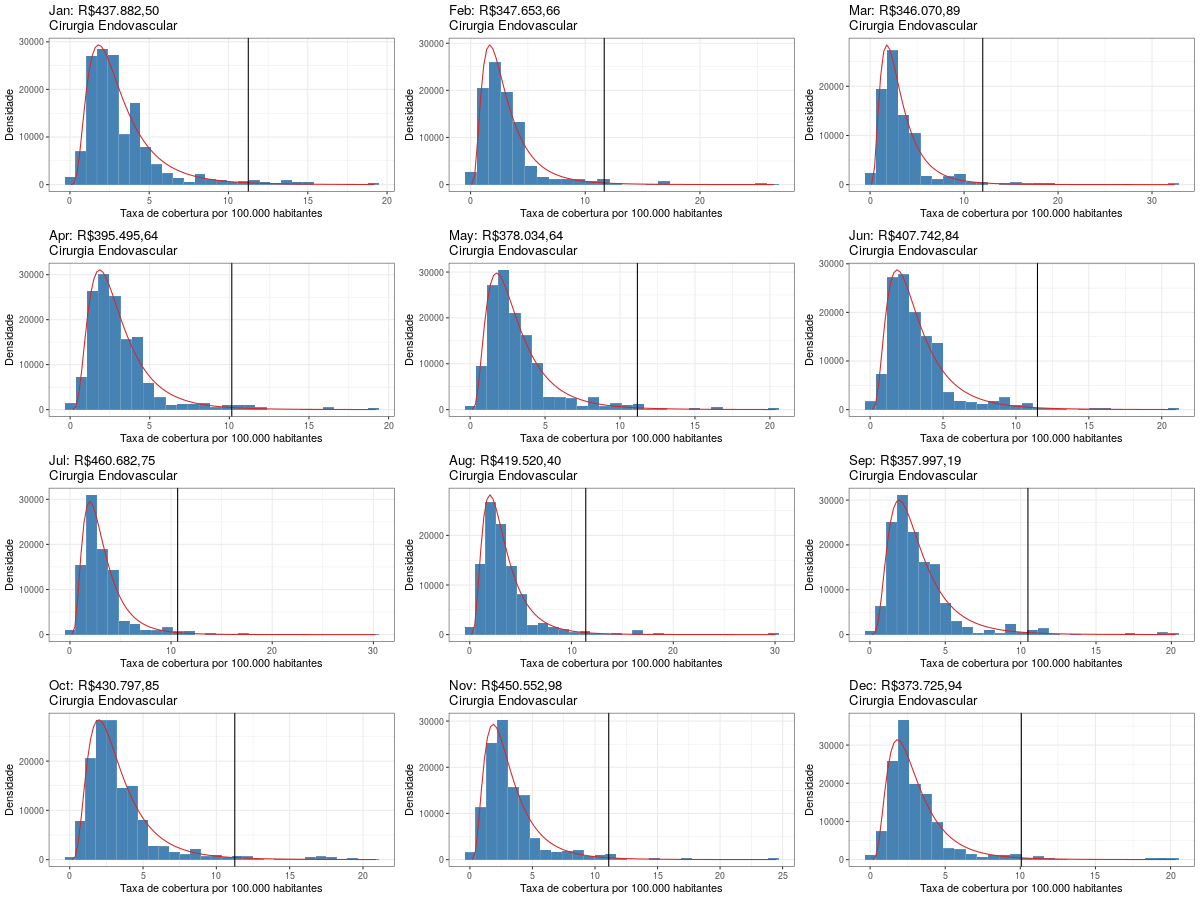 Jan: R$437.882,50
Cirurgia Endovascular
30000
20000
10000
0
Densidade
0 5 10 15 20
Taxa de cobertura por 100.000 habitantes
Feb: R$347.653,66
Cirurgia Endovascular
30000
20000
10000
0
Densidade
0 10 20
Taxa de cobertura por 100.000 habitantes
Mar: R$346.070,89
Cirurgia Endovascular
20000
10000
0
Densidade
0 10 20 30
Taxa de cobertura por 100.000 habitantes
Apr: R$395.495,64
Cirurgia Endovascular
30000
20000
10000
0
Densidade
0 5 10 15 20
Taxa de cobertura por 100.000 habitantes
May: R$378.034,64
Cirurgia Endovascular
30000
20000
10000
0
Densidade
0 5 10 15 20
Taxa de cobertura por 100.000 habitantes
Jun: R$407.742,84
Cirurgia Endovascular
30000
20000
10000
0
Densidade
0 5 10 15 20
Taxa de cobertura por 100.000 habitantes
Jul: R$460.682,75
Cirurgia Endovascular
30000
20000
10000
0
Densidade
0 10 20 30
Taxa de cobertura por 100.000 habitantes
Aug: R$419.520,40
Cirurgia Endovascular
20000
10000
0
Densidade
0 10 20 30
Taxa de cobertura por 100.000 habitantes
Sep: R$357.997,19
Cirurgia Endovascular
30000
20000
10000
0
Densidade
0 5 10 15 20
Taxa de cobertura por 100.000 habitantes
Oct: R$430.797,85
Cirurgia Endovascular
20000
10000
0
Densidade
0 5 10 15 20
Taxa de cobertura por 100.000 habitantes
Nov: R$450.552,98
Cirurgia Endovascular
30000
20000
10000
0
Densidade
0 5 10 15 20 25
Taxa de cobertura por 100.000 habitantes
Dec: R$373.725,94
Cirurgia Endovascular
30000
20000
10000
0
Densidade
0 5 10 15 20
Taxa de cobertura por 100.000 habitantes